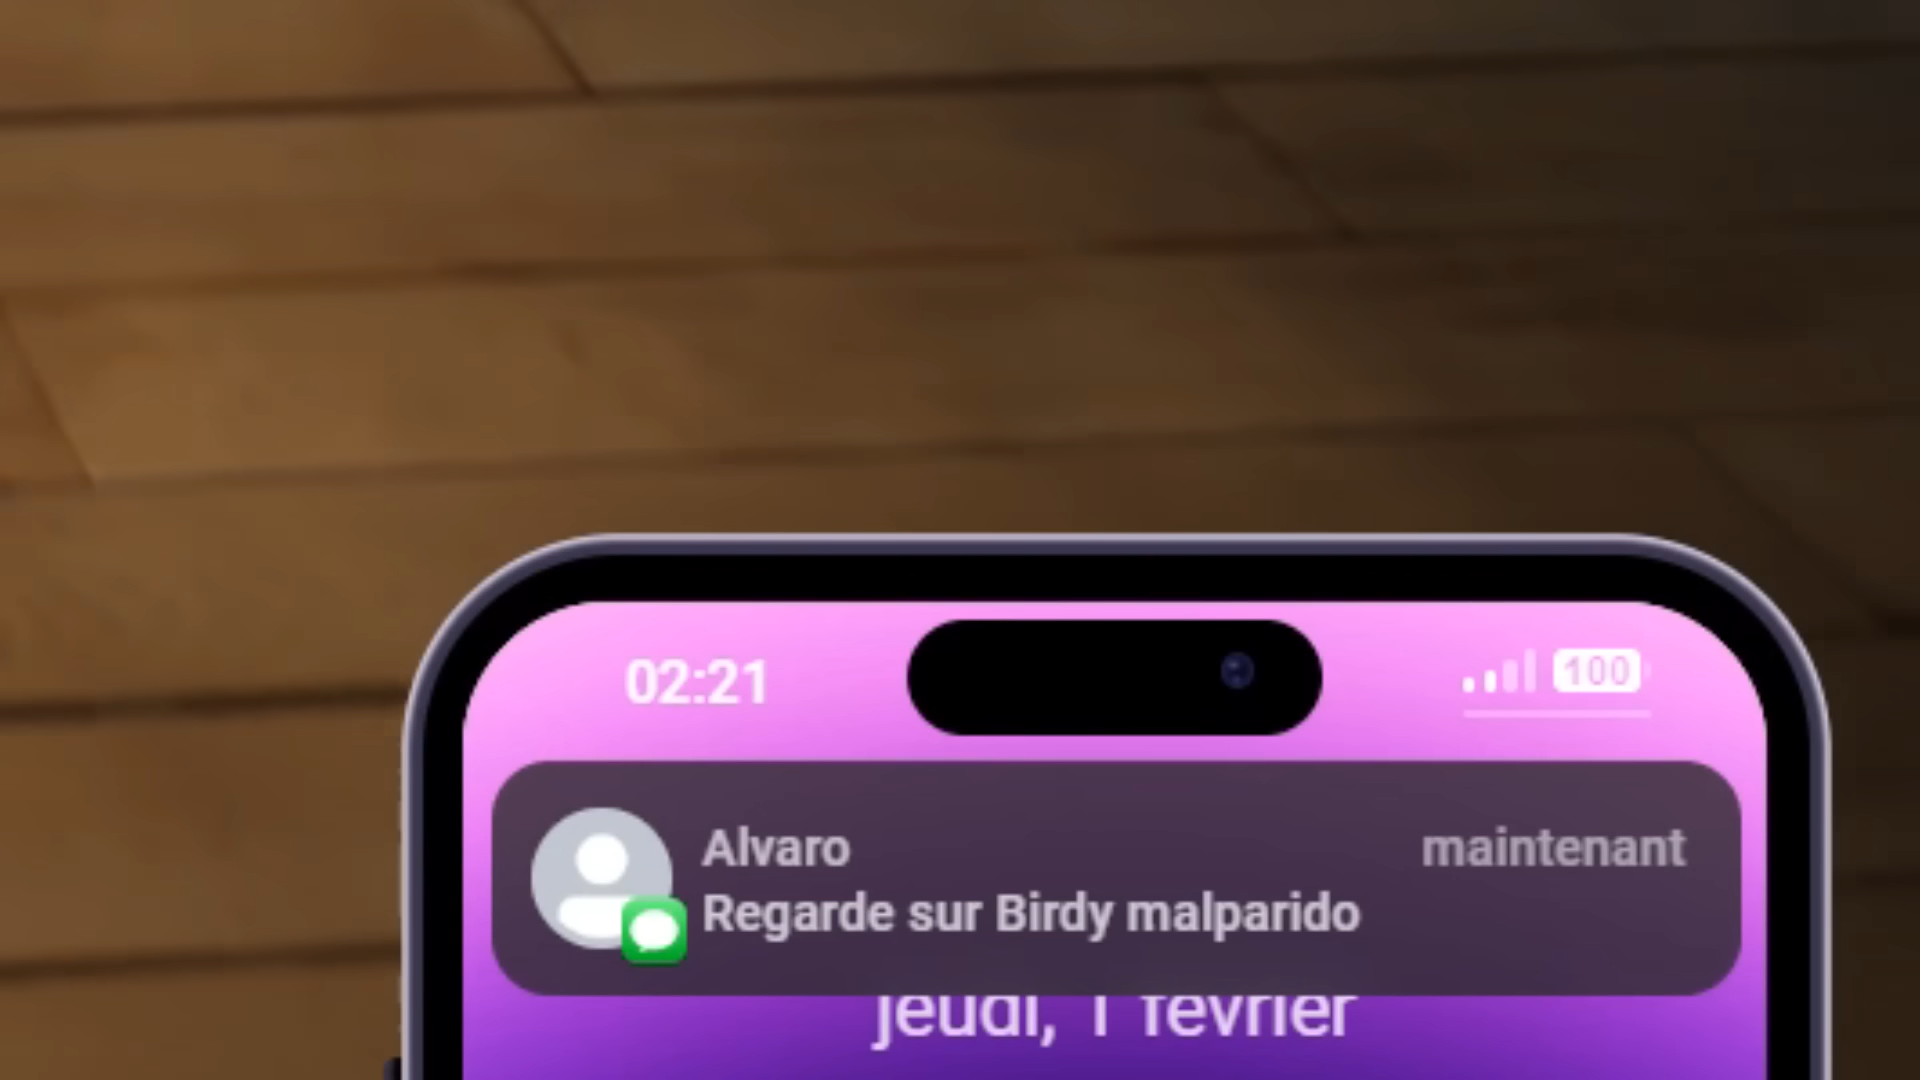 02:21
100
Alvaro
maintenant
Regarde sur Birdy malparido
jeudi, 1 février